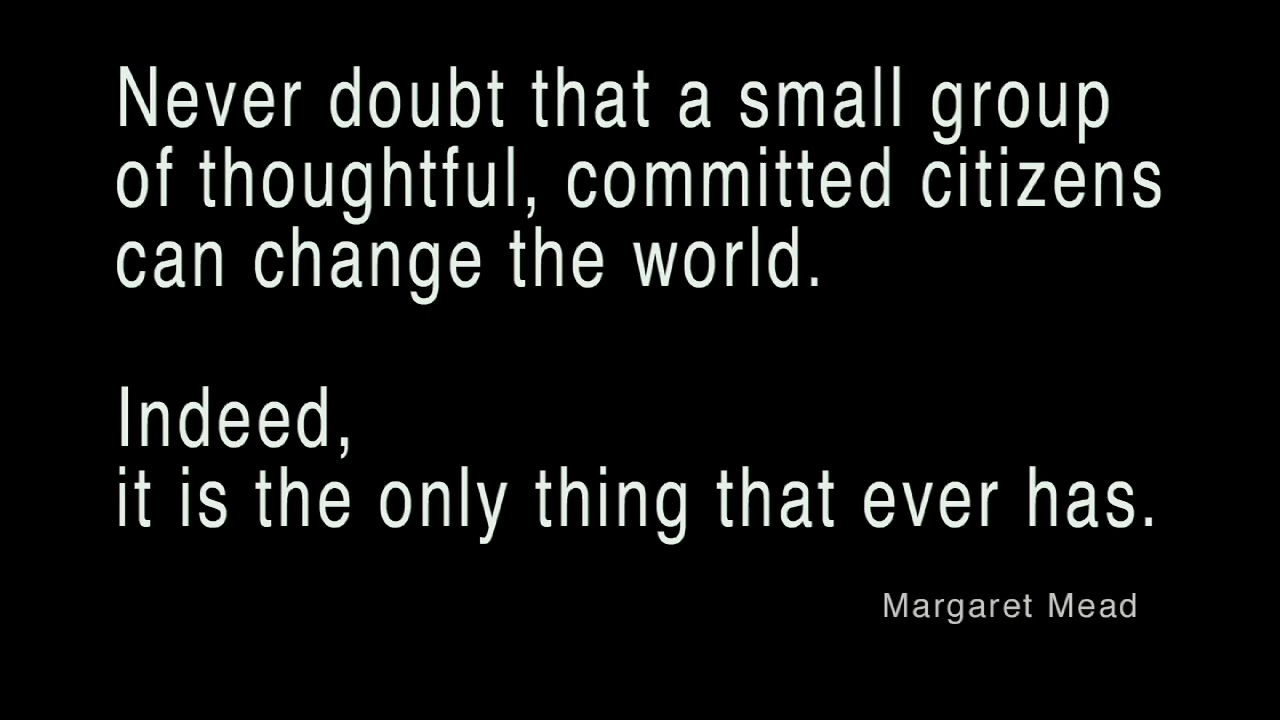 Never doubt that a small group
of thoughtful, committed citizens
can change the world.
Indeed,
it is the only thing that ever has.
Margaret Mead